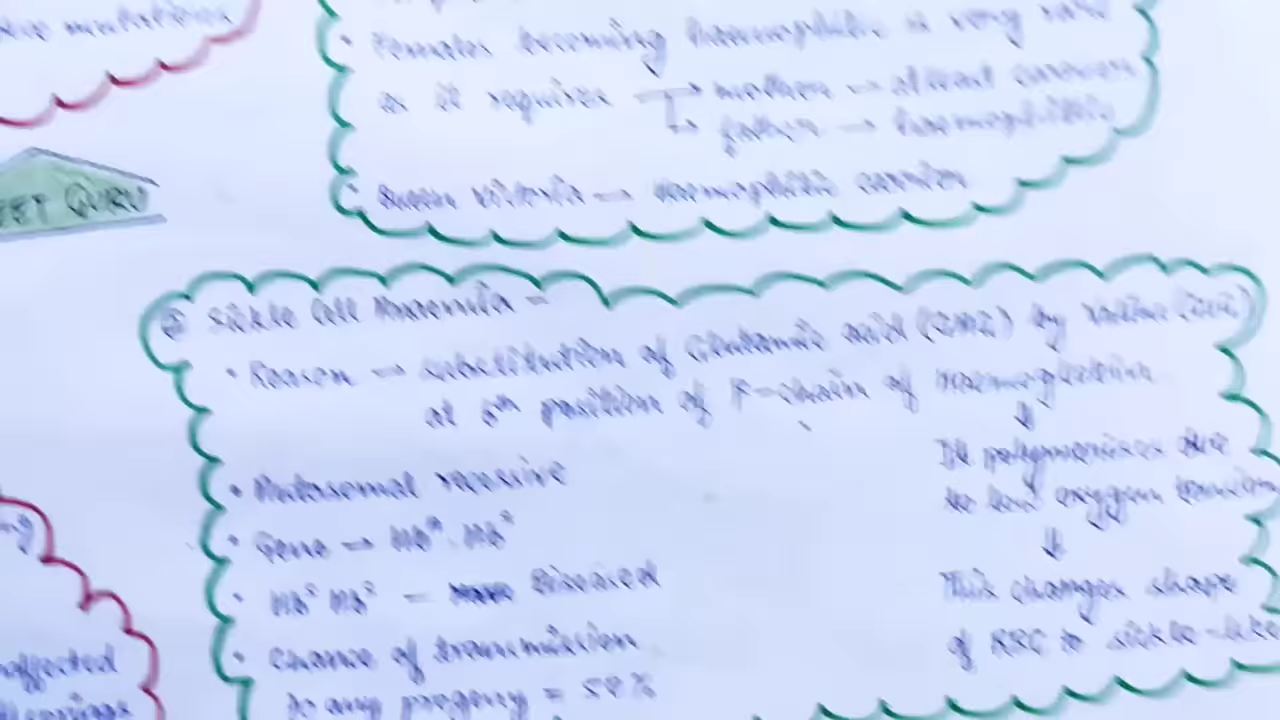 mutations
• Females becoming haemophilic is very rare
as it requires → mother → atleast carrier
→ father → haemophilic
GURU
• Queen Victoria → Haemophilic carrier
Sickle Cell Anaemia -
• Reason → substitution of Glutamic acid (GAG) by Valine (GUG)
at 6th position of β-chain of Haemoglobin
↓
It polymerises due
to low oxygen tension
↓
This changes shape
of RBC to sickle-like
• Autosomal recessive
• Gene → Hbᴬ, Hbˢ
• Hbˢ Hbˢ - Diseased
• Chance of transmission
to any progeny = 50%
affected